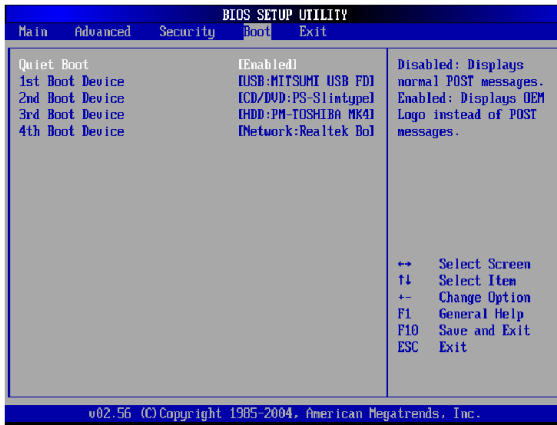 BIOS SETUP UTILITY
Main Advanced Security Boot Exit
Quiet Boot [Enabled]
1st Boot Device [USB:MITSUMI USB FD]
2nd Boot Device [CD/DVD:PS-Slimtype]
3rd Boot Device [HDD:PM-TOSHIBA MK4]
4th Boot Device [Network:Realtek Bo]
Disabled: Displays
normal POST messages.
Enabled: Displays OEM
Logo instead of POST
messages.
↔ Select Screen
↑↓ Select Item
+- Change Option
F1 General Help
F10 Save and Exit
ESC Exit
v02.56 (C)Copyright 1985-2004, American Megatrends, Inc.